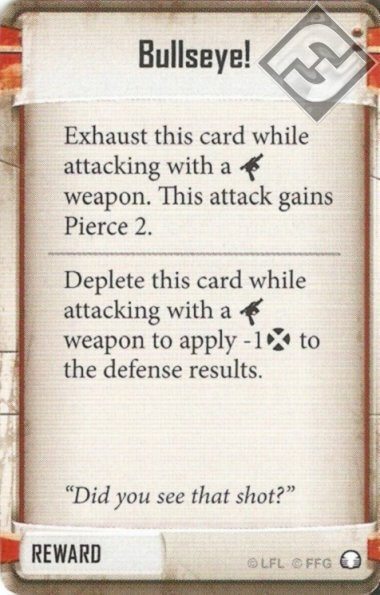 Bullseye!
Exhaust this card while
attacking with a
weapon. This attack gains
Pierce 2.
Deplete this card while
attacking with a
weapon to apply -1 to
the defense results.
“Did you see that shot?”
REWARD
© LFL © FFG